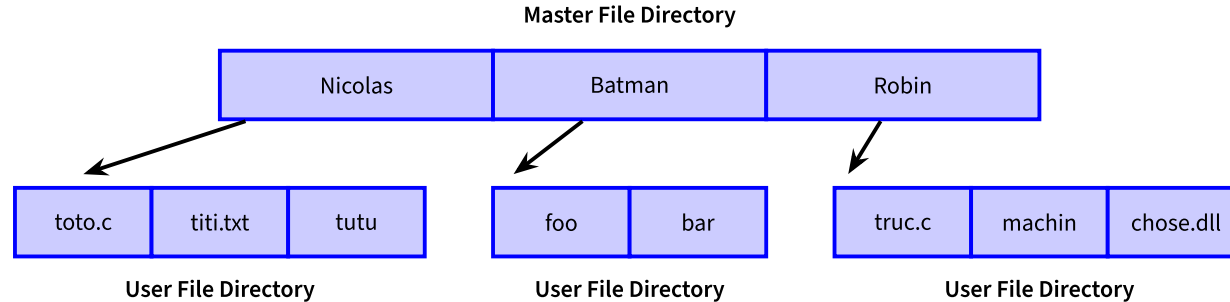 Master File Directory
Nicolas Batman Robin
toto.c titi.txt tutu foo bar truc.c machin chose.dll
User File Directory User File Directory User File Directory